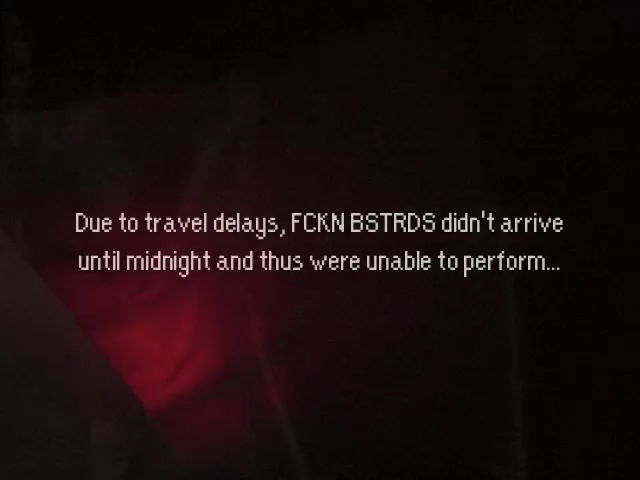 Due to travel delays, FCKN BSTRDS didn't arrive
until midnight and thus were unable to perform...